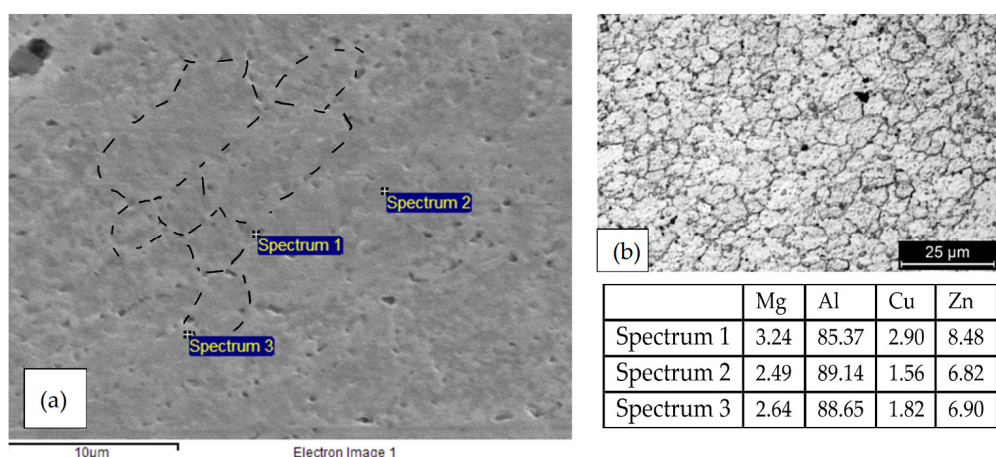 Spectrum 2
Spectrum 1
Spectrum 3
(a)
10µm
Electron Image 1
(b)
25 µm
Mg Al Cu Zn
Spectrum 1 3.24 85.37 2.90 8.48
Spectrum 2 2.49 89.14 1.56 6.82
Spectrum 3 2.64 88.65 1.82 6.90